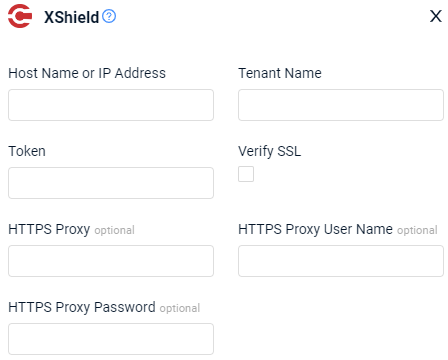 XShield ? X
Host Name or IP Address Tenant Name
Token Verify SSL
HTTPS Proxy optional HTTPS Proxy User Name optional
HTTPS Proxy Password optional